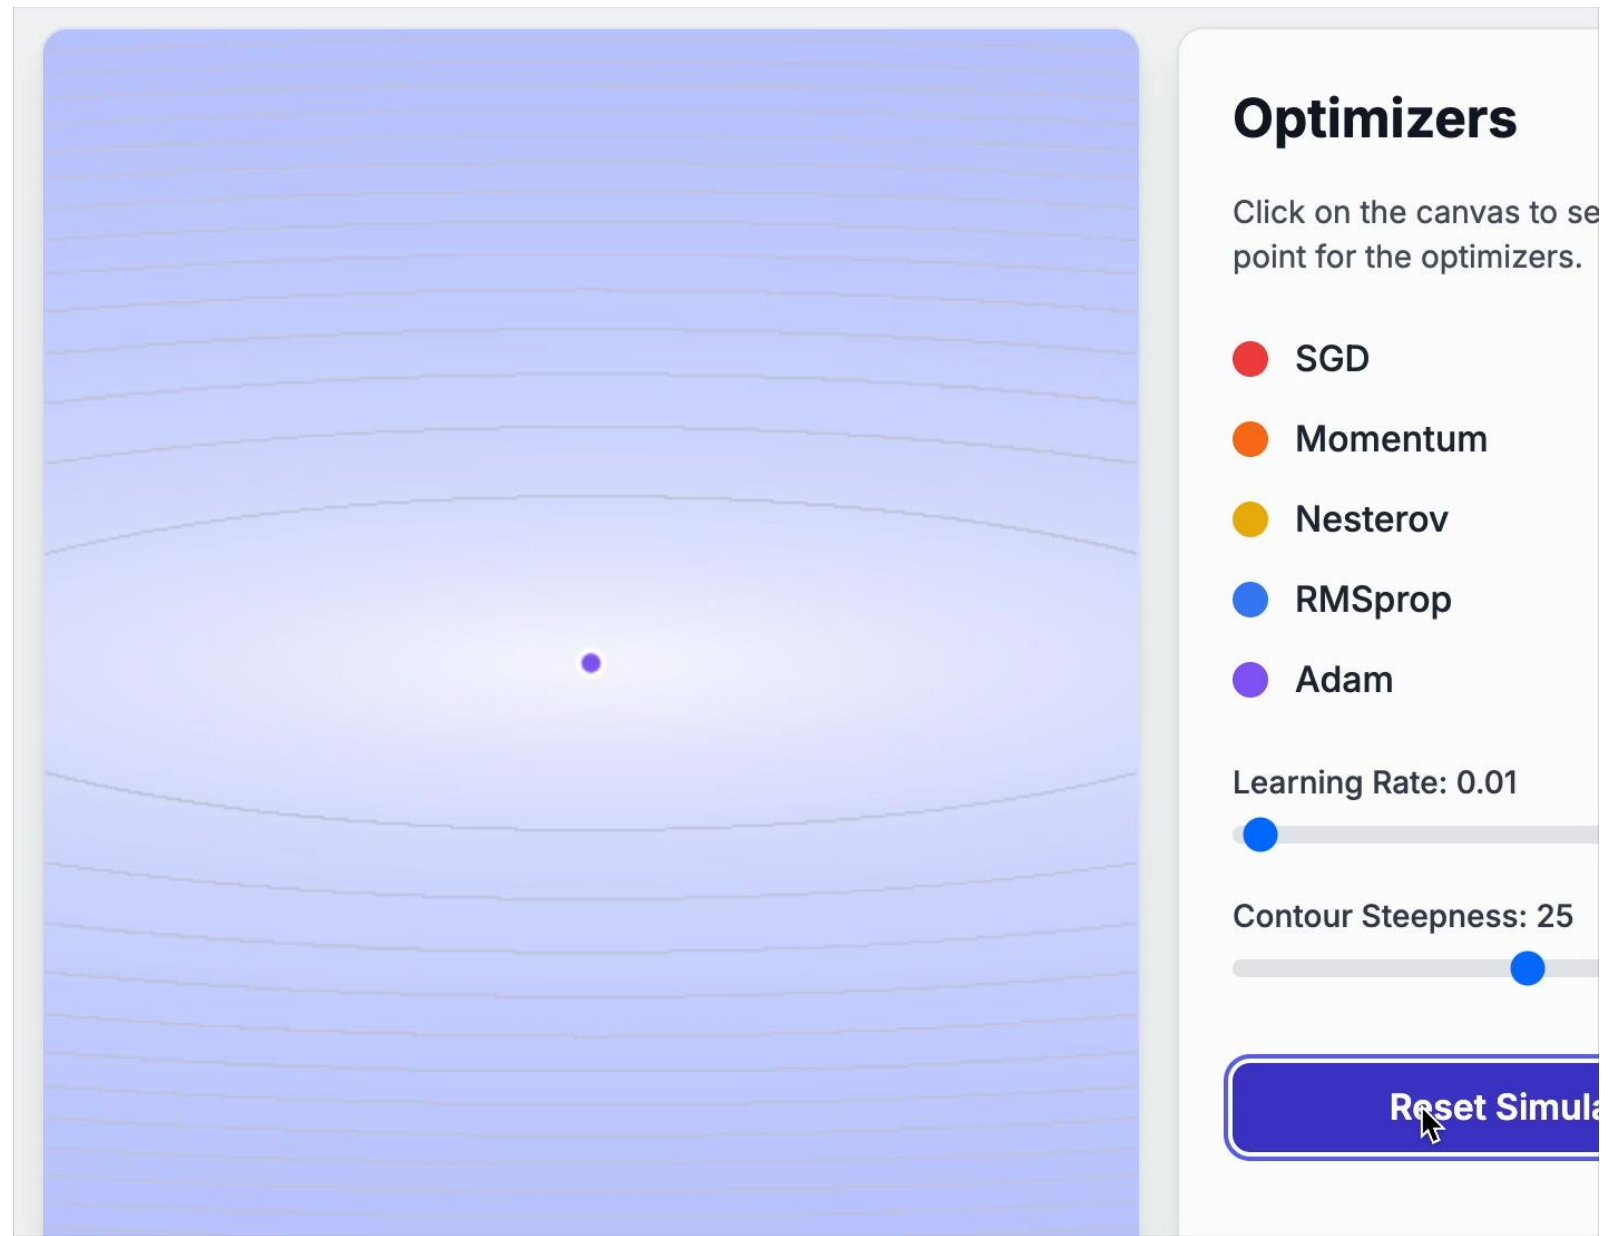 Optimizers
Click on the canvas to se
point for the optimizers.
SGD
Momentum
Nesterov
RMSprop
Adam
Learning Rate: 0.01
Contour Steepness: 25
Reset Simula